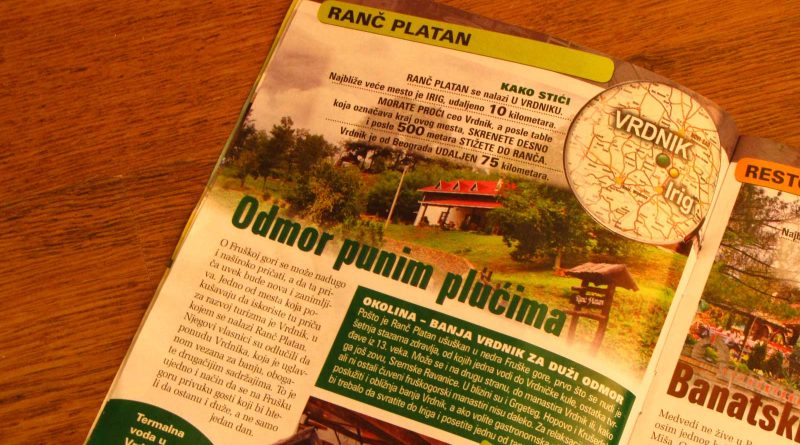 RANČ PLATAN
KAKO STIĆI
RANČ PLATAN se nalazi U VRDNIKU
Najbliže veće mesto je IRIG, udaljeno 10 kilometara.
MORATE PROĆI ceo Vrdnik, a posle table
koja označava kraj ovog mesta, SKRENETE DESNO
i posle 500 metara STIŽETE DO RANČA.
Vrdnik je od Beograda UDALJEN 75 kilometara.
VRDNIK
Irig
Odmor punim plućima
O Fruškoj gori se može nadugo
i naširoko pričati, a da ta pri-
ča uvek bude nova i zanimlji-
va. Jedno od mesta koja po-
kušavaju da iskoriste tu priču
za razvoj turizma je Vrdnik, u
kojem se nalazi Ranč Platan.
Njegovi vlasnici su odlučili da
ponudu Vrdnika, koja je uglav-
nom vezana za banju, oboga-
te drugačijim sadržajima. To je
ujedno i način da se na Frušku
goru privuku gosti koji bi hte-
li da ostanu i duže, a ne samo
jedan dan.
OKOLINA – BANJA VRDNIK ZA DUŽI ODMOR
Pošto je Ranč Platan ušuškan u nedra Fruške gore, prvo što se nudi je
šetnja stazama zdravlja, od kojih jedna vodi do Vrdničke kule, ostatka tvr-
đave iz 13. veka. Može se i na drugu stranu, do manastira Vrdnik ili, kako
ga još zovu, Sremske Ravanice. U blizini su i Grgeteg, Hopovo i Krušedol,
ali ni ostali čuveni fruškogorski manastiri nisu daleko. Za relaksaciju
poslužiti i obližnja banja Vrdnik, a ako volite gastronomske
bi trebalo da svratite do Iriga i posetite jednu od
Termalna
voda u
RESTO
Banatsk
Medvedi ne žive u
osim jednog
Miša